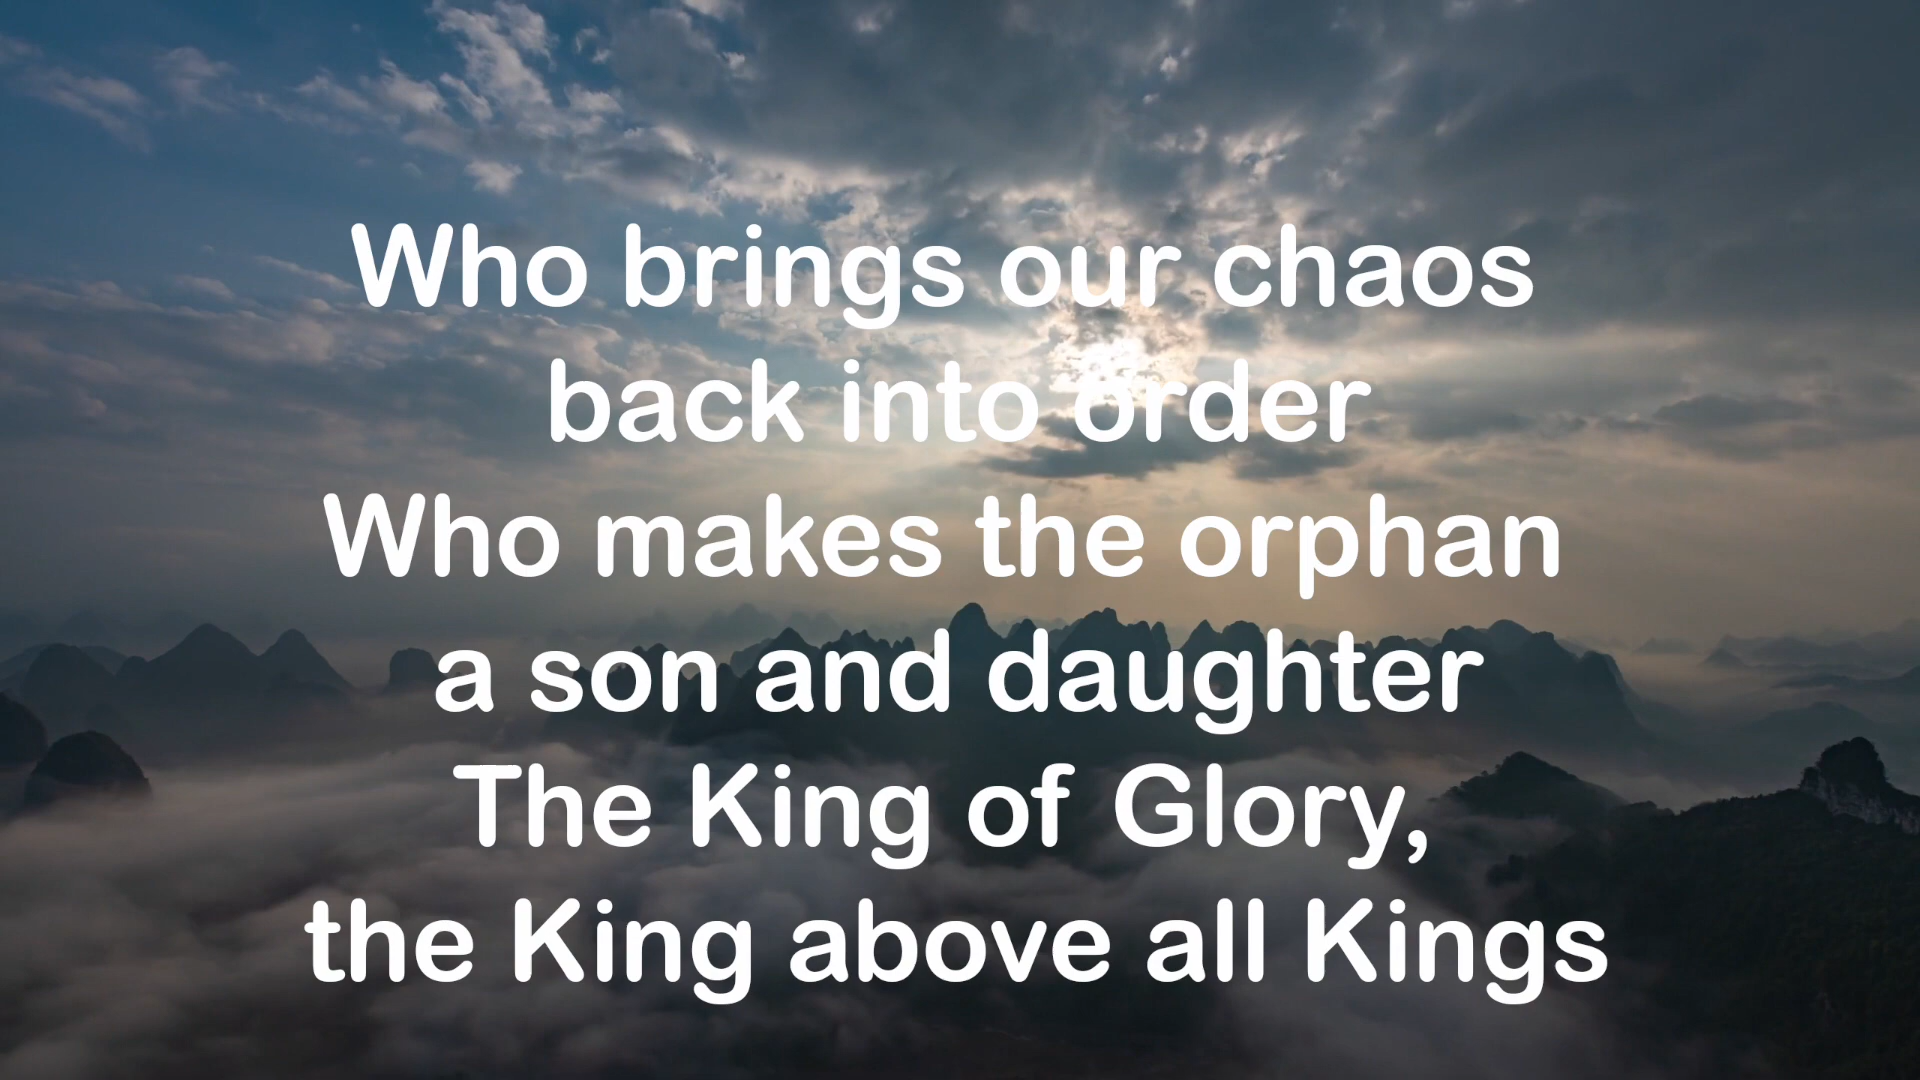 Who brings our chaos
back into order
Who makes the orphan
a son and daughter
The King of Glory,
the King above all Kings